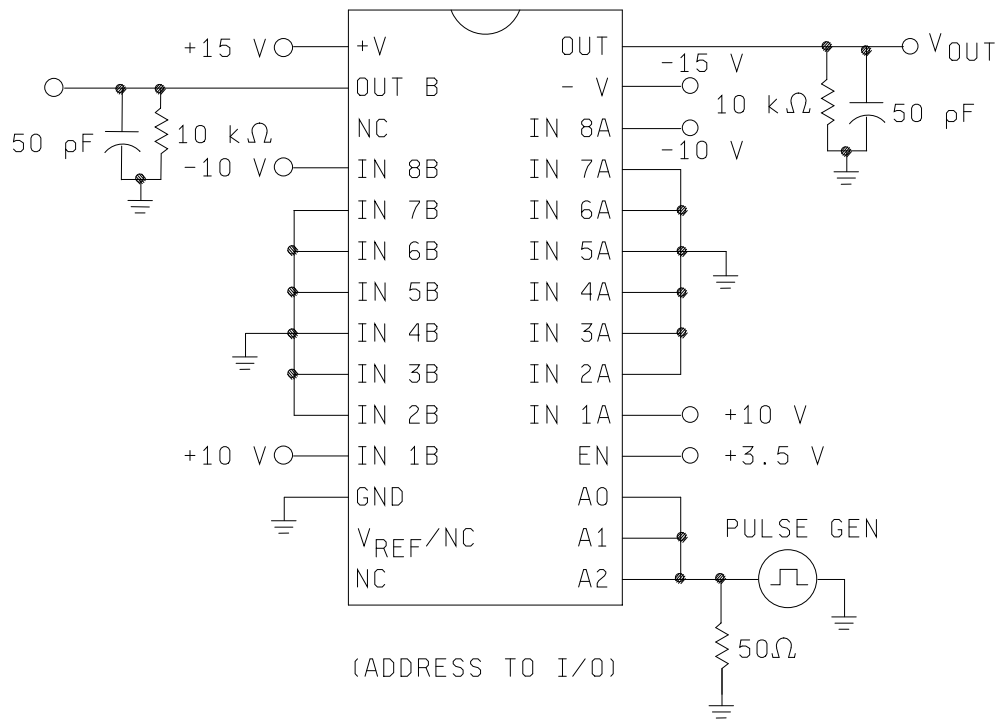 +15 V
+V
OUT
V OUT
-15 V
OUT B
- V
10 kΩ
50 pF
50 pF
10 kΩ
NC
IN 8A
-10 V
-10 V
IN 8B
IN 7A
IN 7B
IN 6A
IN 6B
IN 5A
IN 5B
IN 4A
IN 4B
IN 3A
IN 3B
IN 2A
IN 2B
IN 1A
+10 V
+10 V
IN 1B
EN
+3.5 V
GND
A0
VREF/NC
A1
PULSE GEN
NC
A2
50Ω
(ADDRESS TO I/O)